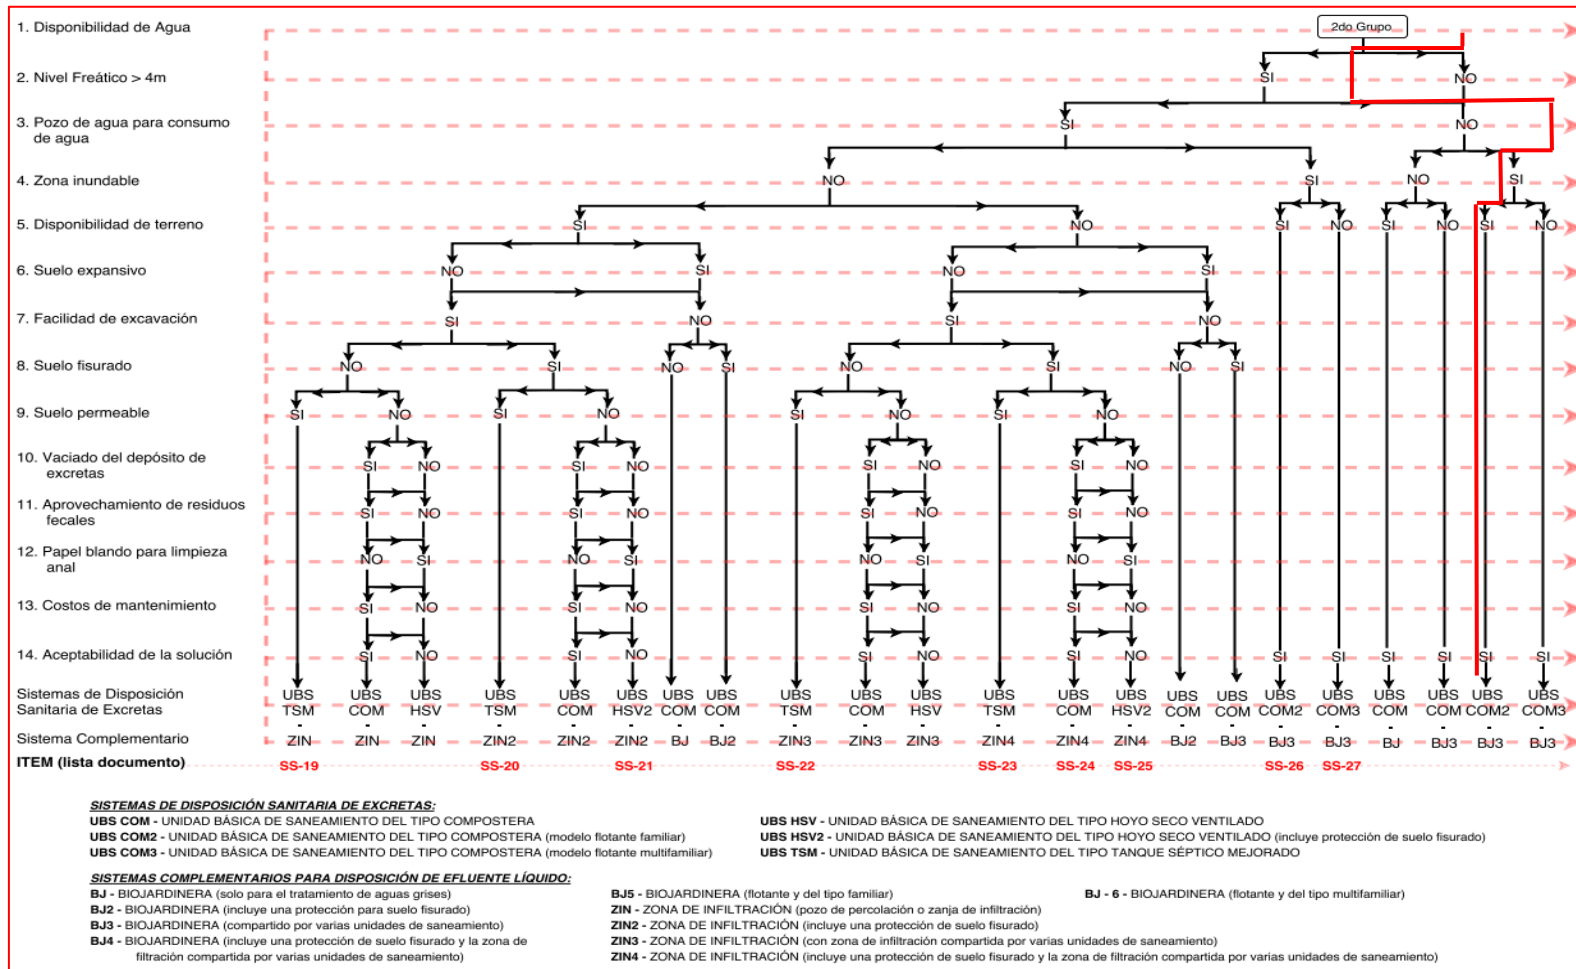 1. Disponibilidad de Agua
2do Grupo
2. Nivel Freático > 4m
SI NO
3. Pozo de agua para consumo
de agua
SI NO
4. Zona inundable
NO SI NO SI
5. Disponibilidad de terreno
SI NO SI NO SI NO SI NO
6. Suelo expansivo
NO SI NO SI
7. Facilidad de excavación
SI NO SI NO
8. Suelo fisurado
NO SI NO SI NO SI NO SI
9. Suelo permeable
SI NO SI NO SI NO SI NO
10. Vaciado del depósito de
excretas
SI NO SI NO SI NO SI NO
11. Aprovechamiento de residuos
fecales
SI NO SI NO SI NO SI NO
12. Papel blando para limpieza
anal
NO SI NO SI NO SI NO SI
13. Costos de mantenimiento
SI NO SI NO SI NO SI NO
14. Aceptabilidad de la solución
SI NO SI NO SI NO SI NO SI SI SI SI SI SI
Sistemas de Disposición
Sanitaria de Excretas
UBS UBS UBS UBS UBS UBS UBS UBS UBS UBS UBS UBS UBS UBS UBS UBS UBS UBS UBS UBS UBS UBS
TSM COM HSV TSM COM HSV2 COM COM TSM COM HSV TSM COM HSV2 COM COM COM2 COM3 COM COM COM2 COM3
- - - - - - - - - - - - - - - - - - - - - -
Sistema Complementario
ZIN ZIN ZIN ZIN2 ZIN2 ZIN2 BJ BJ2 ZIN3 ZIN3 ZIN3 ZIN4 ZIN4 ZIN4 BJ2 BJ3 BJ3 BJ3 BJ BJ3 BJ3 BJ3
ITEM (lista documento)
SS-19 SS-20 SS-21 SS-22 SS-23 SS-24 SS-25 SS-26 SS-27
SISTEMAS DE DISPOSICIÓN SANITARIA DE EXCRETAS:
UBS COM - UNIDAD BÁSICA DE SANEAMIENTO DEL TIPO COMPOSTERA
UBS COM2 - UNIDAD BÁSICA DE SANEAMIENTO DEL TIPO COMPOSTERA (modelo flotante familiar)
UBS COM3 - UNIDAD BÁSICA DE SANEAMIENTO DEL TIPO COMPOSTERA (modelo flotante multifamiliar)
UBS HSV - UNIDAD BÁSICA DE SANEAMIENTO DEL TIPO HOYO SECO VENTILADO
UBS HSV2 - UNIDAD BÁSICA DE SANEAMIENTO DEL TIPO HOYO SECO VENTILADO (incluye protección de suelo fisurado)
UBS TSM - UNIDAD BÁSICA DE SANEAMIENTO DEL TIPO TANQUE SÉPTICO MEJORADO
SISTEMAS COMPLEMENTARIOS PARA DISPOSICIÓN DE EFLUENTE LÍQUIDO:
BJ - BIOJARDINERA (solo para el tratamiento de aguas grises)
BJ2 - BIOJARDINERA (incluye una protección para suelo fisurado)
BJ3 - BIOJARDINERA (compartido por varias unidades de saneamiento)
BJ4 - BIOJARDINERA (incluye una protección de suelo fisurado y la zona de
filtración compartida por varias unidades de saneamiento)
BJ5 - BIOJARDINERA (flotante y del tipo familiar)
ZIN - ZONA DE INFILTRACIÓN (pozo de percolación o zanja de infiltración)
ZIN2 - ZONA DE INFILTRACIÓN (incluye una protección de suelo fisurado)
ZIN3 - ZONA DE INFILTRACIÓN (con zona de infiltración compartida por varias unidades de saneamiento)
ZIN4 - ZONA DE INFILTRACIÓN (incluye una protección de suelo fisurado y la zona de filtración compartida por varias unidades de saneamiento)
BJ - 6 - BIOJARDINERA (flotante y del tipo multifamiliar)